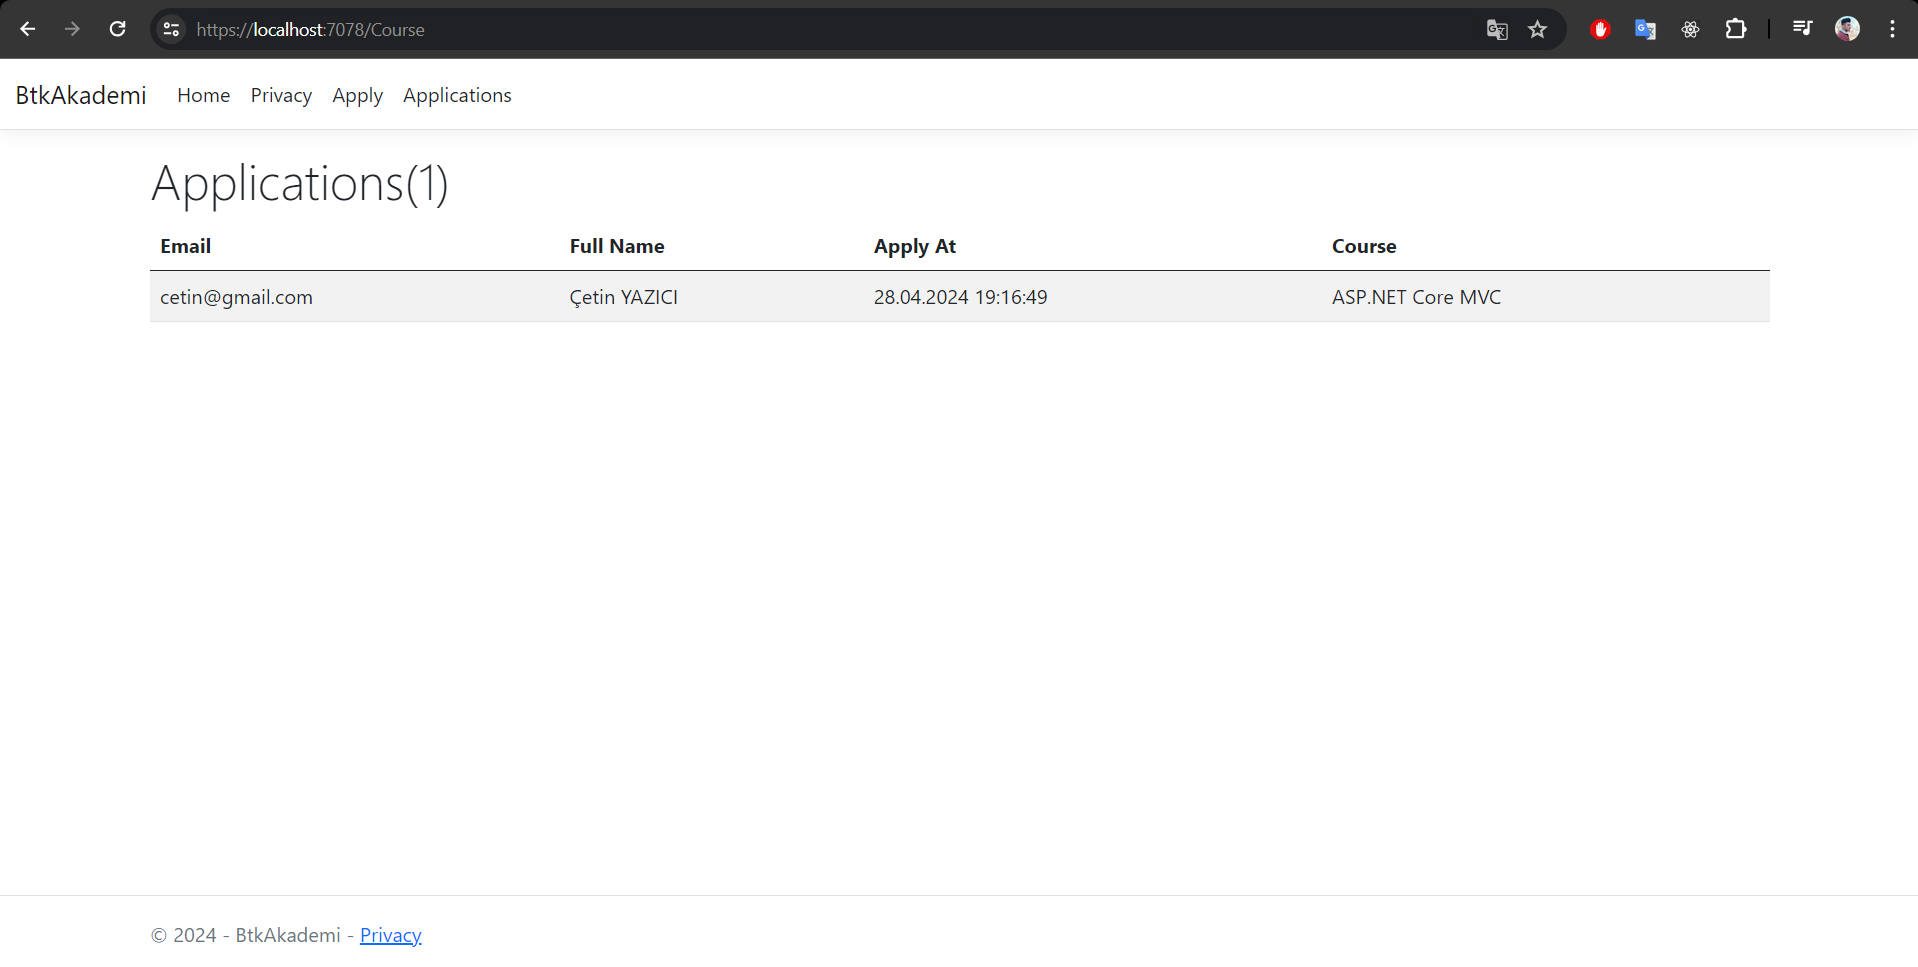 https://localhost:7078/Course
BtkAkademi Home Privacy Apply Applications
Applications(1)
Email Full Name Apply At Course
cetin@gmail.com Çetin YAZICI 28.04.2024 19:16:49 ASP.NET Core MVC
© 2024 - BtkAkademi - Privacy